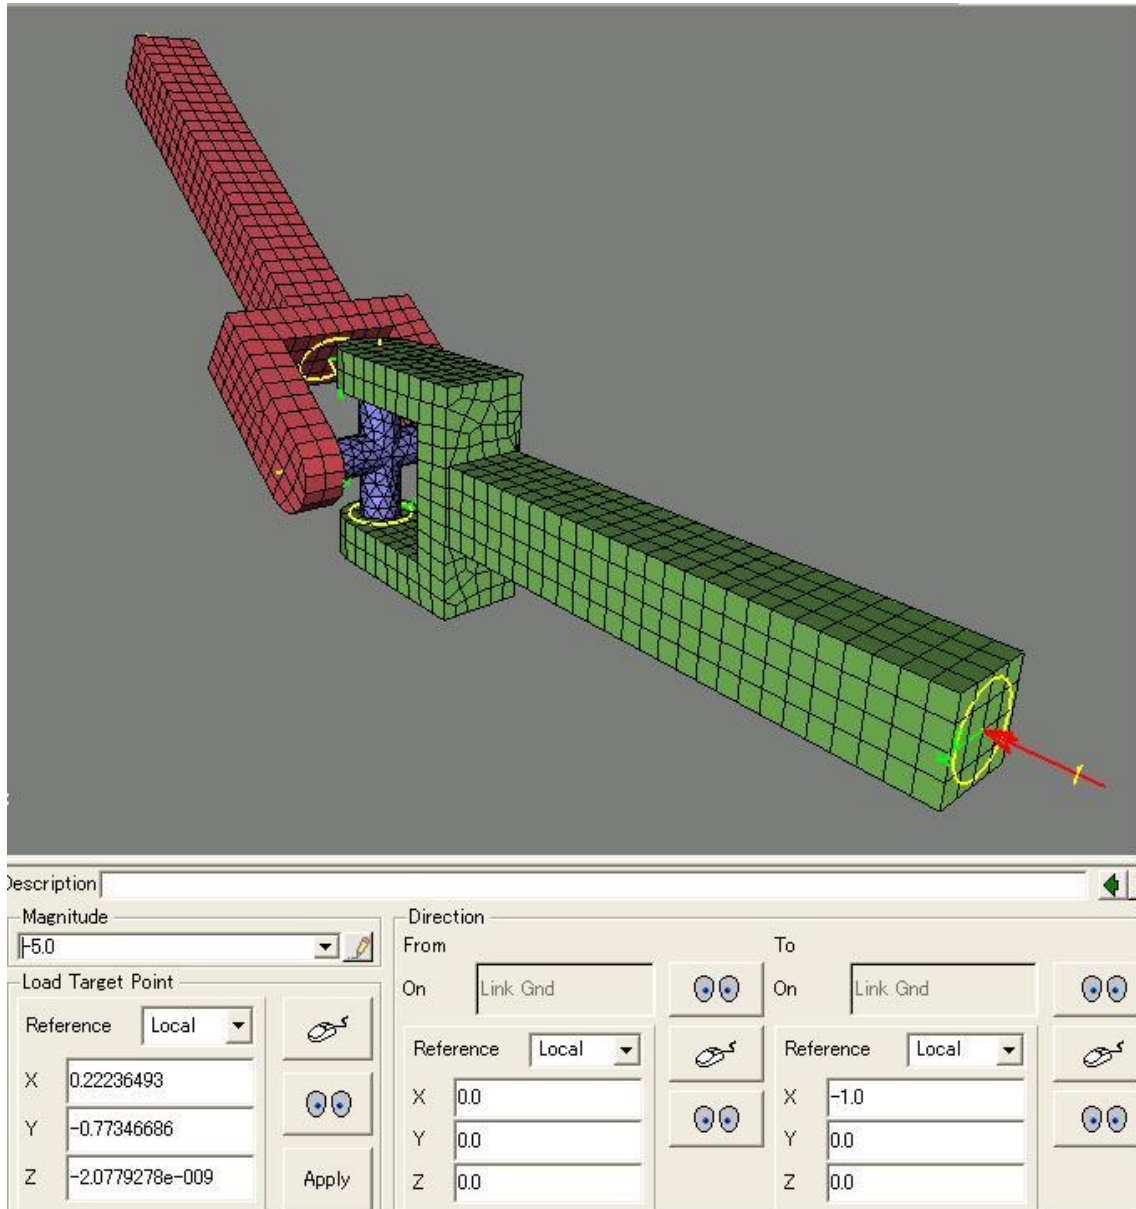 Description
Magnitude
-5.0
Load Target Point
Reference Local
X 0.22236493
Y -0.77346686
Z -2.0779278e-009
Apply
Direction
From
On Link Gnd
Reference Local
X 0.0
Y 0.0
Z 0.0
To
On Link Gnd
Reference Local
X -1.0
Y 0.0
Z 0.0